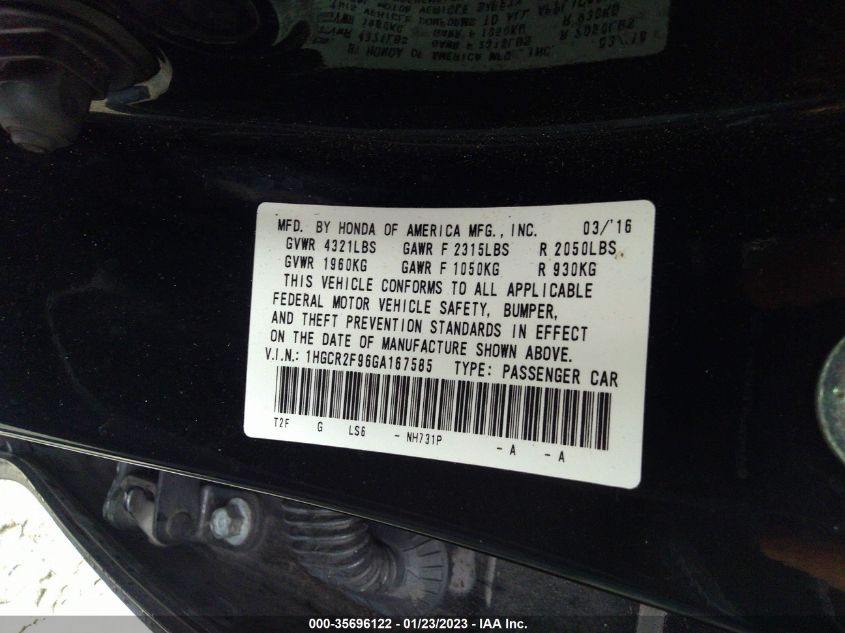 MFD. BY HONDA OF AMERICA MFG., INC. 03/'16
GVWR 4321LBS GAWR F 2315LBS R 2050LBS
GVWR 1960KG GAWR F 1050KG R 930KG
THIS VEHICLE CONFORMS TO ALL APPLICABLE
FEDERAL MOTOR VEHICLE SAFETY, BUMPER,
AND THEFT PREVENTION STANDARDS IN EFFECT
ON THE DATE OF MANUFACTURE SHOWN ABOVE.
V.I.N.: 1HGCR2F96GA167585 TYPE: PASSENGER CAR
T2F G LS6 - NH731P - A - A
000-35696122 - 01/23/2023 - IAA Inc.